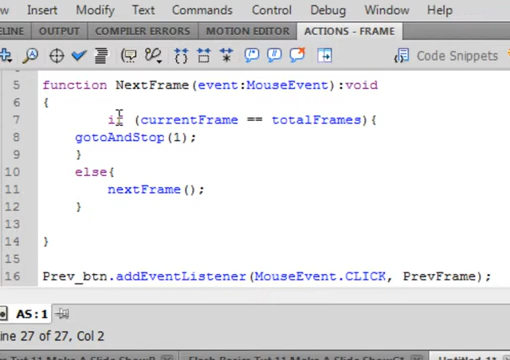 Insert Modify Text Commands Control Debug Window Help
OUTPUT COMPILER ERRORS MOTION EDITOR ACTIONS - FRAME
Code Snippets
5 function NextFrame(event:MouseEvent):void
6 {
7 if (currentFrame == totalFrames){
8 gotoAndStop(1);
9 }
10 else{
11 nextFrame();
12 }
13
14 }
15
16 Prev_btn.addEventListener(MouseEvent.CLICK, PrevFrame);
AS:1
ine 27 of 27, Col 2